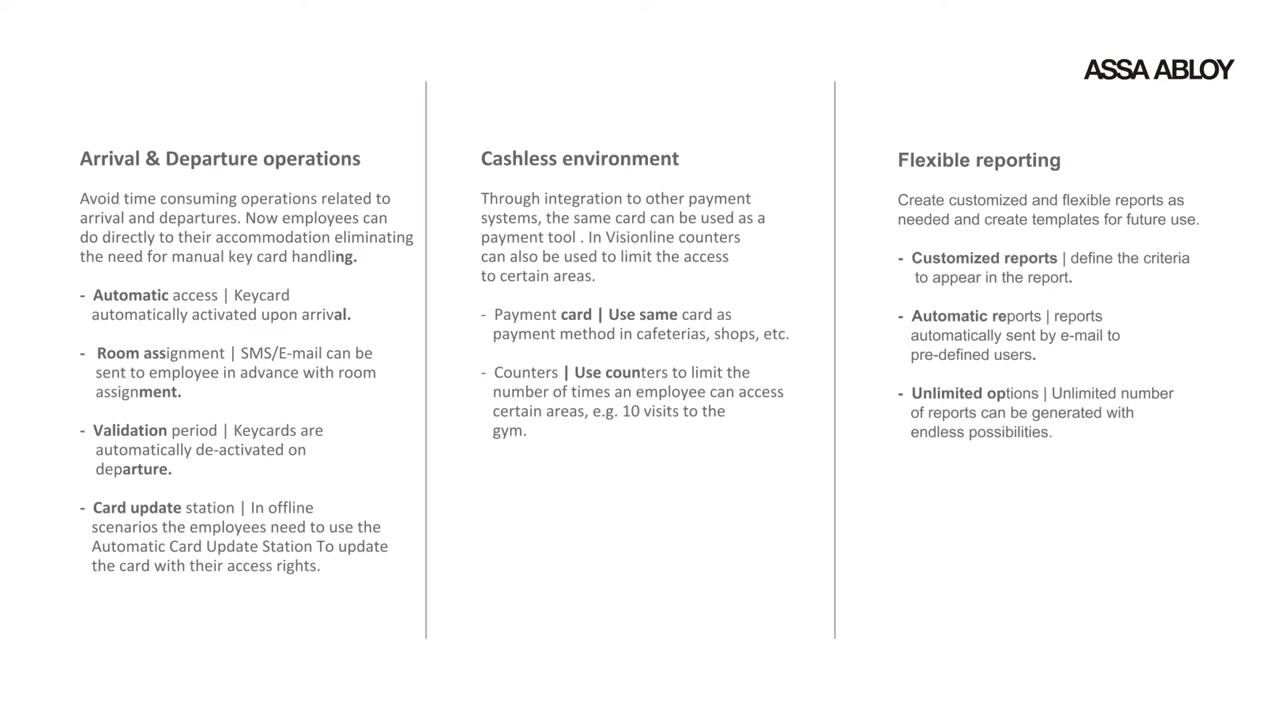 ASSA ABLOY
Arrival & Departure operations
Avoid time consuming operations related to
arrival and departures. Now employees can
do directly to their accommodation eliminating
the need for manual key card handling.
- Automatic access | Keycard
automatically activated upon arrival.
- Room assignment | SMS/E-mail can be
sent to employee in advance with room
assignment.
- Validation period | Keycards are
automatically de-activated on
departure.
- Card update station | In offline
scenarios the employees need to use the
Automatic Card Update Station To update
the card with their access rights.
Cashless environment
Through integration to other payment
systems, the same card can be used as a
payment tool . In Visionline counters
can also be used to limit the access
to certain areas.
- Payment card | Use same card as
payment method in cafeterias, shops, etc.
- Counters | Use counters to limit the
number of times an employee can access
certain areas, e.g. 10 visits to the
gym.
Flexible reporting
Create customized and flexible reports as
needed and create templates for future use.
- Customized reports | define the criteria
to appear in the report.
- Automatic reports | reports
automatically sent by e-mail to
pre-defined users.
- Unlimited options | Unlimited number
of reports can be generated with
endless possibilities.